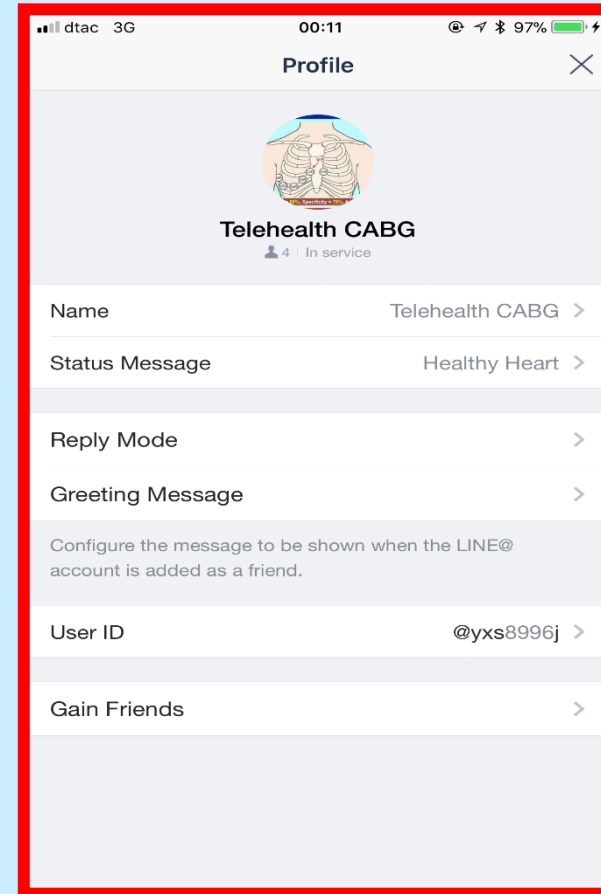 dtac 3G 00:11 97%
Profile
Telehealth CABG
4 In service
Name Telehealth CABG
Status Message Healthy Heart
Reply Mode
Greeting Message
Configure the message to be shown when the LINE@
account is added as a friend.
User ID @yxs8996j
Gain Friends